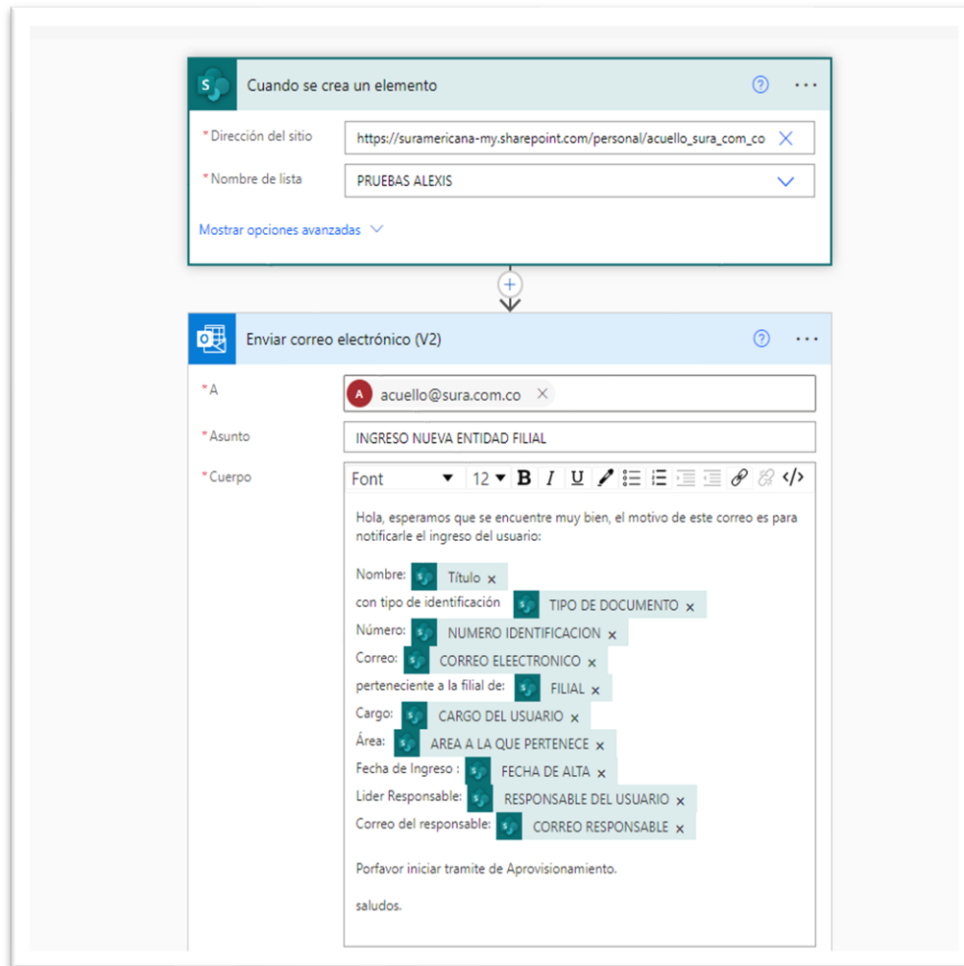 Cuando se crea un elemento
* Dirección del sitio https://suramericana-my.sharepoint.com/personal/acuello_sura_com_co
* Nombre de lista PRUEBAS ALEXIS
Mostrar opciones avanzadas
Enviar correo electrónico (V2)
* A A acuello@sura.com.co
* Asunto INGRESO NUEVA ENTIDAD FILIAL
* Cuerpo Font 12 B I U </>
Hola, esperamos que se encuentre muy bien, el motivo de este correo es para
notificarle el ingreso del usuario:
Nombre: Título x
con tipo de identificación TIPO DE DOCUMENTO x
Número: NUMERO IDENTIFICACION x
Correo: CORREO ELEECTRONICO x
perteneciente a la filial de: FILIAL x
Cargo: CARGO DEL USUARIO x
Área: AREA A LA QUE PERTENECE x
Fecha de Ingreso : FECHA DE ALTA x
Lider Responsable: RESPONSABLE DEL USUARIO x
Correo del responsable: CORREO RESPONSABLE x
Porfavor iniciar tramite de Aprovisionamiento.
saludos.